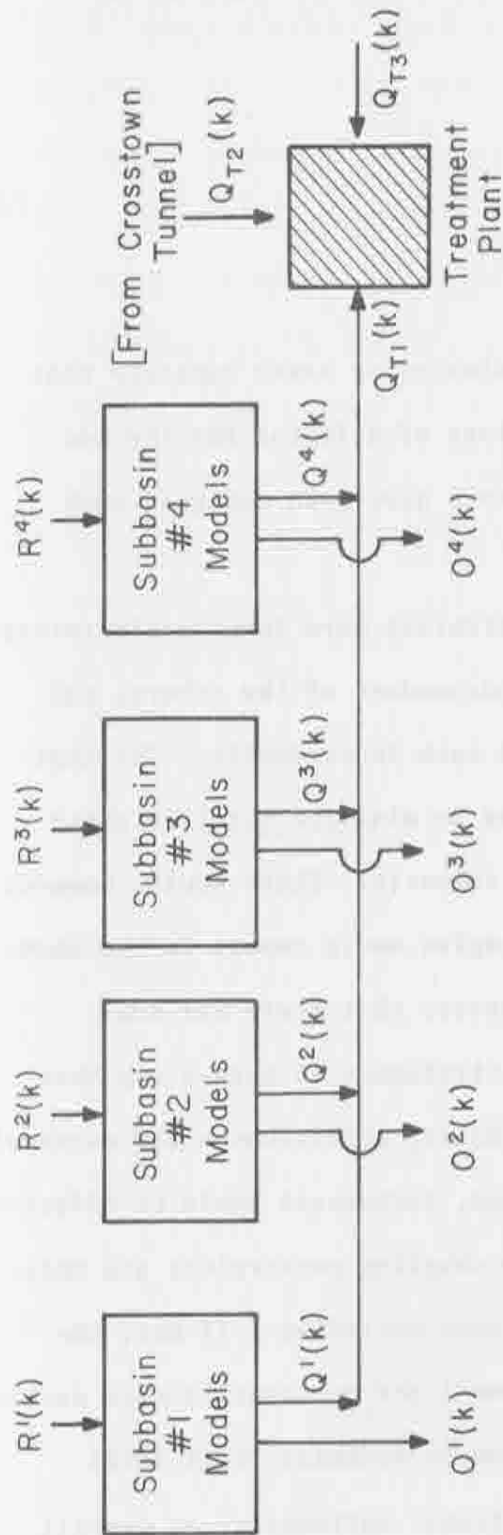 R¹(k)
Subbasin
#1
Models
Q¹(k)
O¹(k)
R²(k)
Subbasin
#2
Models
Q²(k)
O²(k)
R³(k)
Subbasin
#3
Models
Q³(k)
O³(k)
R⁴(k)
Subbasin
#4
Models
Q⁴(k)
O⁴(k)
[From Crosstown
Tunnel]
Q_T2(k)
Q_T1(k)
Q_T3(k)
Treatment
Plant